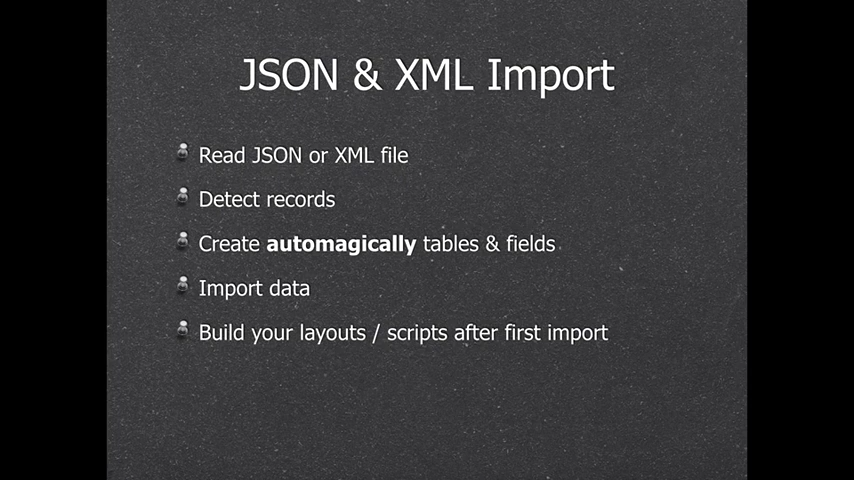 JSON & XML Import
Read JSON or XML file
Detect records
Create automagically tables & fields
Import data
Build your layouts / scripts after first import